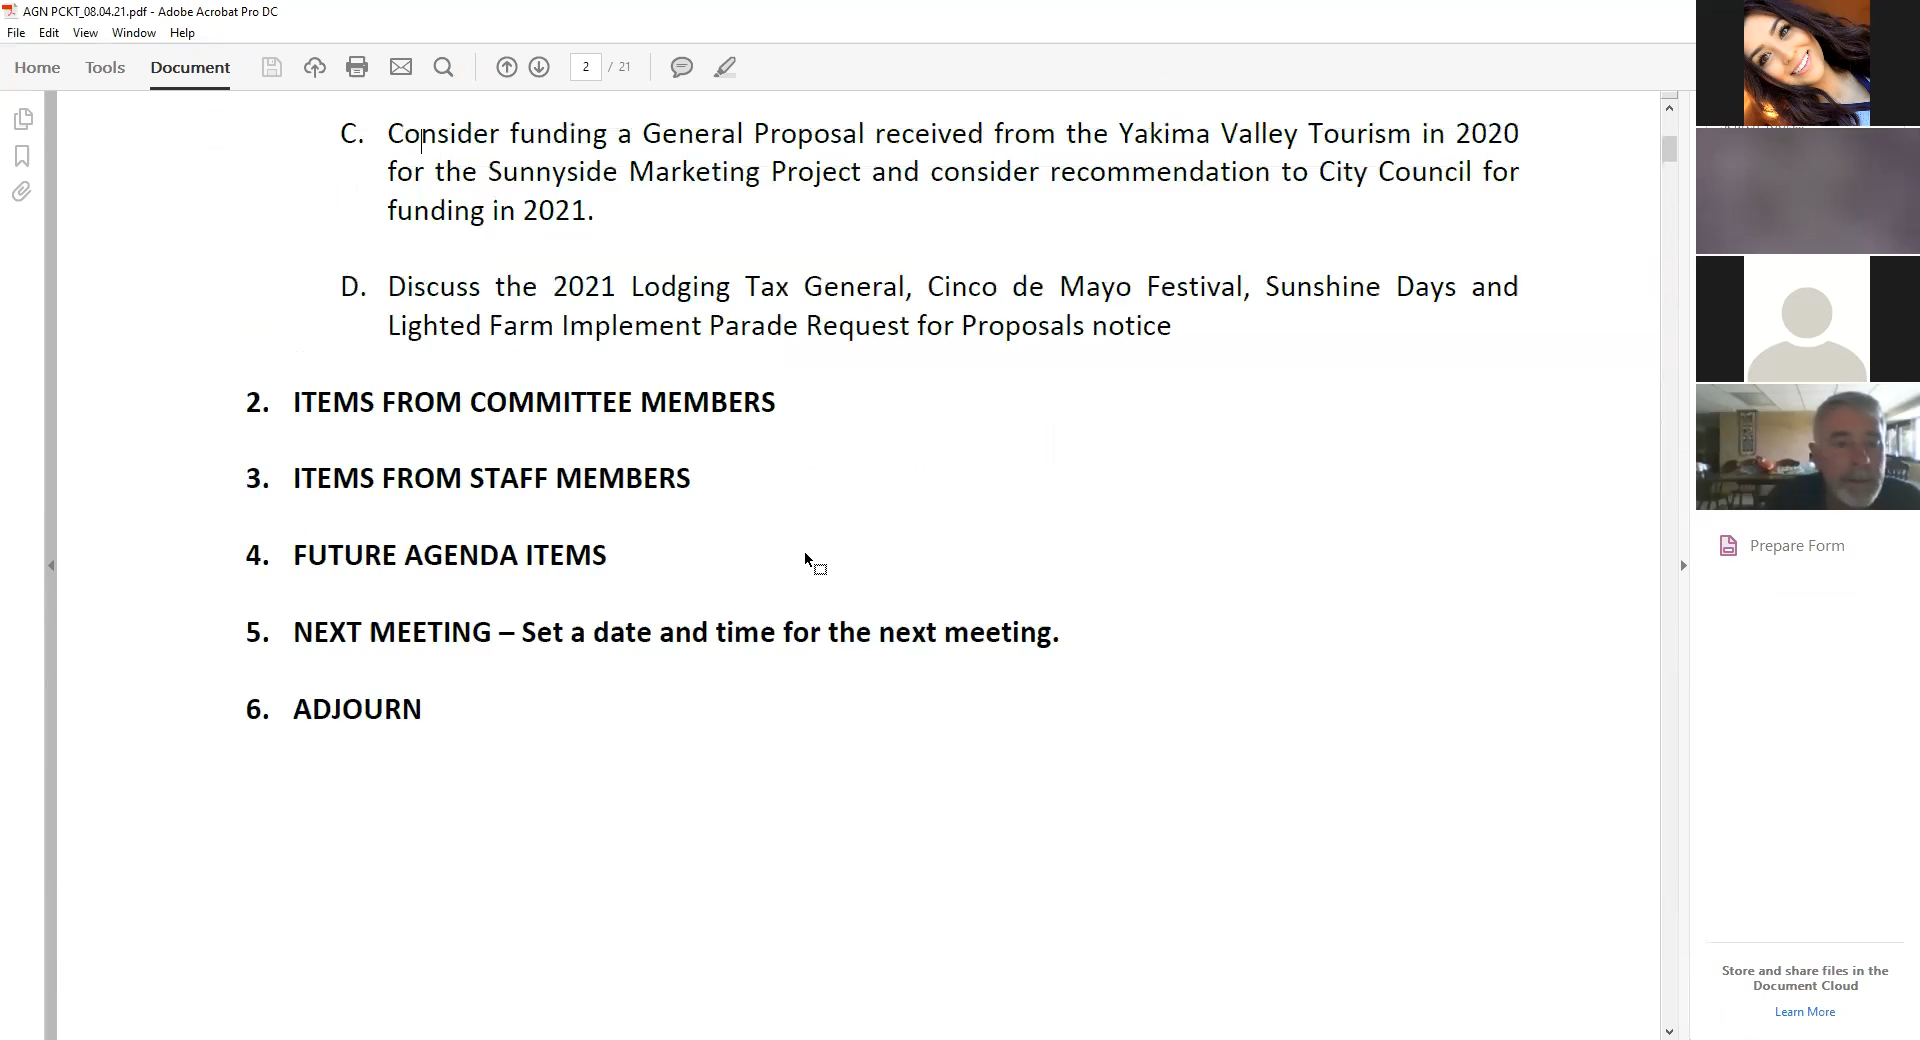 AGN PCKT_08.04.21.pdf - Adobe Acrobat Pro DC
File Edit View Window Help
Home Tools Document 2 / 21
C. Consider funding a General Proposal received from the Yakima Valley Tourism in 2020
for the Sunnyside Marketing Project and consider recommendation to City Council for
funding in 2021.
D. Discuss the 2021 Lodging Tax General, Cinco de Mayo Festival, Sunshine Days and
Lighted Farm Implement Parade Request for Proposals notice
2. ITEMS FROM COMMITTEE MEMBERS
3. ITEMS FROM STAFF MEMBERS
4. FUTURE AGENDA ITEMS
5. NEXT MEETING – Set a date and time for the next meeting.
6. ADJOURN
Prepare Form
Store and share files in the
Document Cloud
Learn More